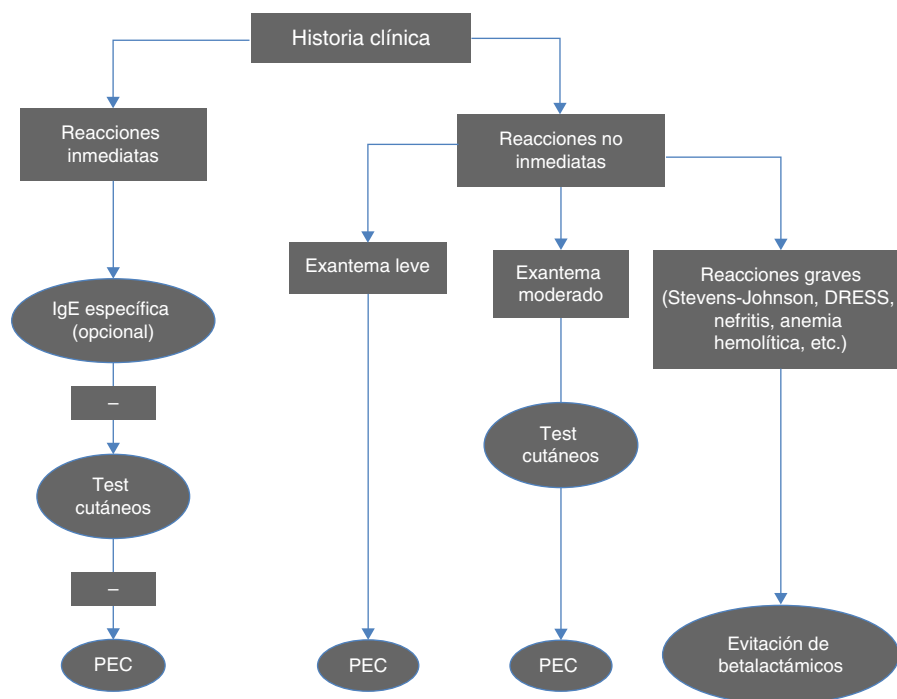 Historia clínica
Reacciones
inmediatas
Reacciones no
inmediatas
Exantema leve
Exantema
moderado
Reacciones graves
(Stevens-Johnson, DRESS,
nefritis, anemia
hemolítica, etc.)
IgE específica
(opcional)
–
Test
cutáneos
Test
cutáneos
–
PEC
PEC
PEC
Evitación de
betalactámicos